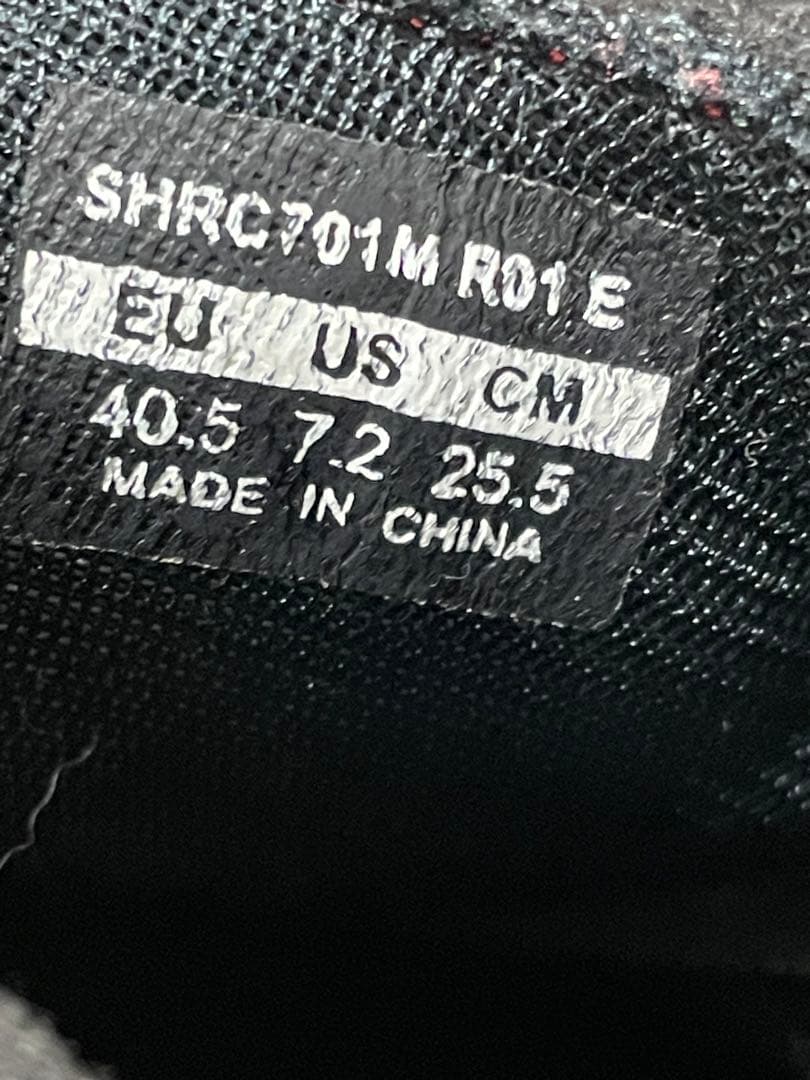 SHRC701M R01 E
EU US CM
40.5 7.2 25.5
MADE IN CHINA